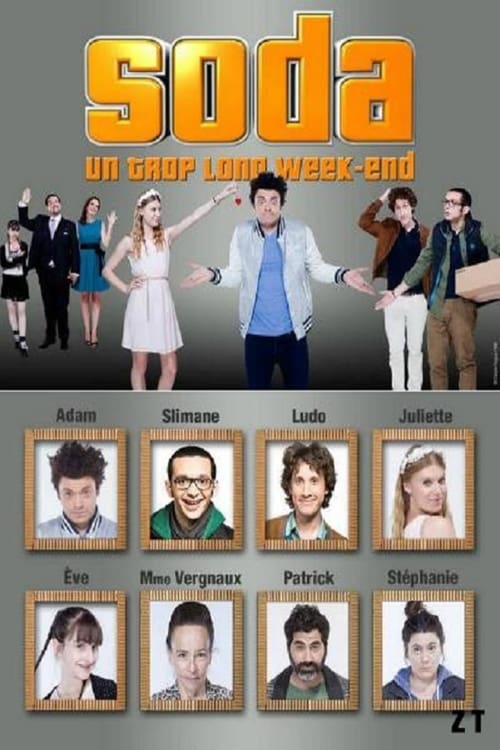 soda
un trop long week-end
Adam Slimane Ludo Juliette
Ève Mme Vergnaux Patrick Stéphanie
ZT